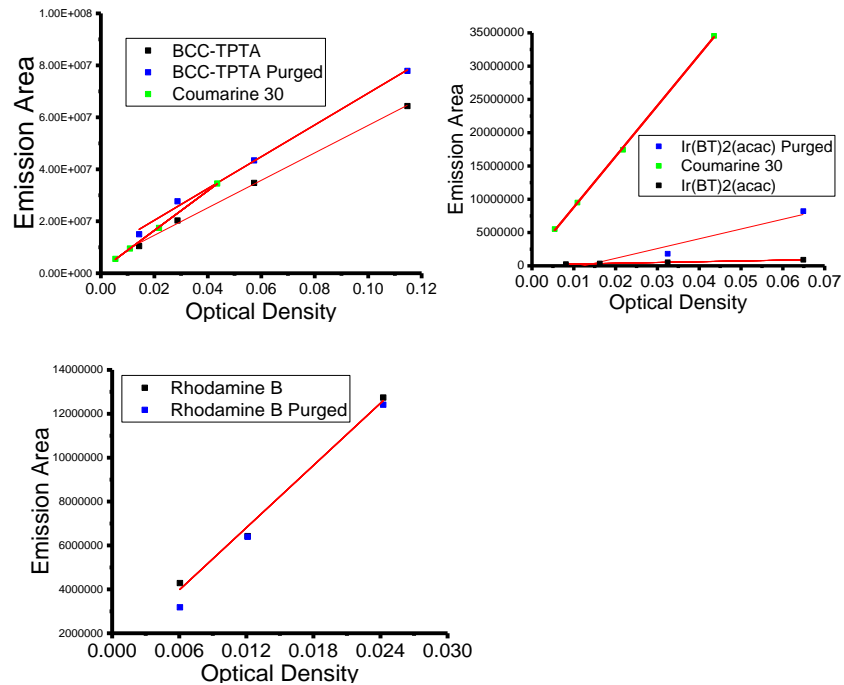 BCC-TPTA
BCC-TPTA Purged
Coumarine 30
1.00E+008
8.00E+007
6.00E+007
4.00E+007
2.00E+007
0.00E+000
Emission Area
0.00 0.02 0.04 0.06 0.08 0.10 0.12
Optical Density
35000000
30000000
25000000
20000000
15000000
10000000
5000000
0
Emission Area
Ir(BT)2(acac) Purged
Coumarine 30
Ir(BT)2(acac)
0.00 0.01 0.02 0.03 0.04 0.05 0.06 0.07
Optical Density
14000000
12000000
10000000
8000000
6000000
4000000
2000000
Emission Area
Rhodamine B
Rhodamine B Purged
0.000 0.006 0.012 0.018 0.024 0.030
Optical Density